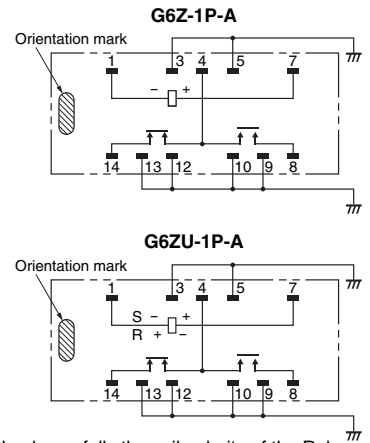 G6Z-1P-A
Orientation mark
1 3 4 5 7
− +
14 13 12 10 9 8
G6ZU-1P-A
Orientation mark
1 3 4 5 7
S − +
R + −
14 13 12 10 9 8